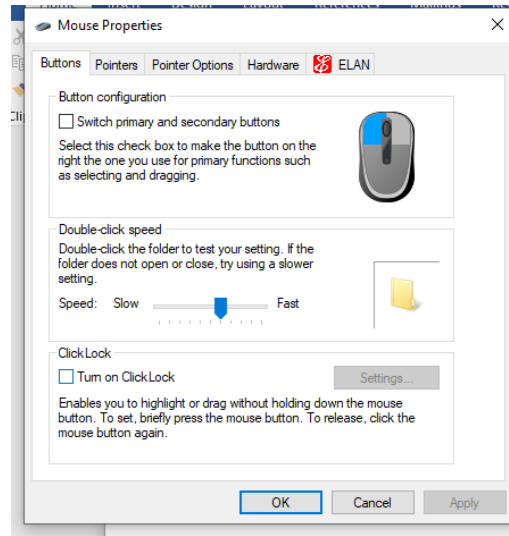 Mouse Properties
Buttons Pointers Pointer Options Hardware ELAN
Button configuration
Switch primary and secondary buttons
Select this check box to make the button on the
right the one you use for primary functions such
as selecting and dragging.
Double-click speed
Double-click the folder to test your setting. If the
folder does not open or close, try using a slower
setting.
Speed: Slow Fast
ClickLock
Turn on ClickLock
Settings...
Enables you to highlight or drag without holding down the mouse
button. To set, briefly press the mouse button. To release, click the
mouse button again.
OK Cancel Apply